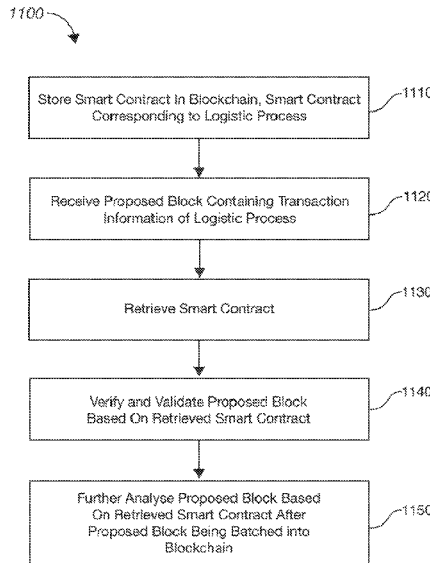 1100
Store Smart Contract In Blockchain, Smart Contract
Corresponding to Logistic Process
1110
Receive Proposed Block Containing Transaction
Information of Logistic Process
1120
Retrieve Smart Contract
1130
Verify and Validate Proposed Block
Based On Retrieved Smart Contract
1140
Further Analyse Proposed Block Based
On Retrieved Smart Contract After
Proposed Block Being Batched into
Blockchain
1150